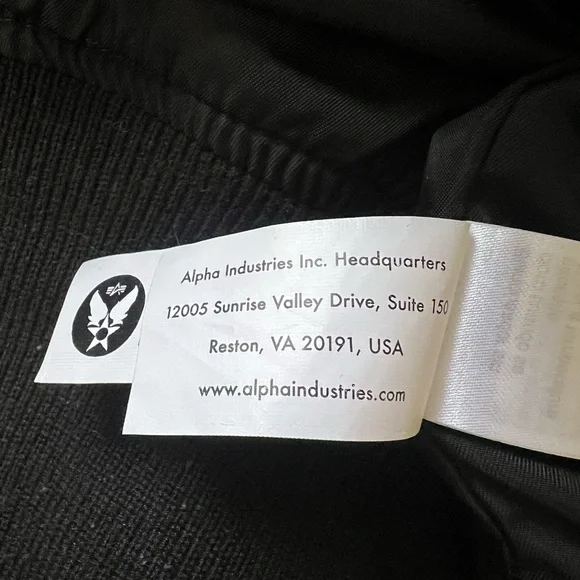 Alpha Industries Inc. Headquarters
12005 Sunrise Valley Drive, Suite 150
Reston, VA 20191, USA
www.alphaindustries.com